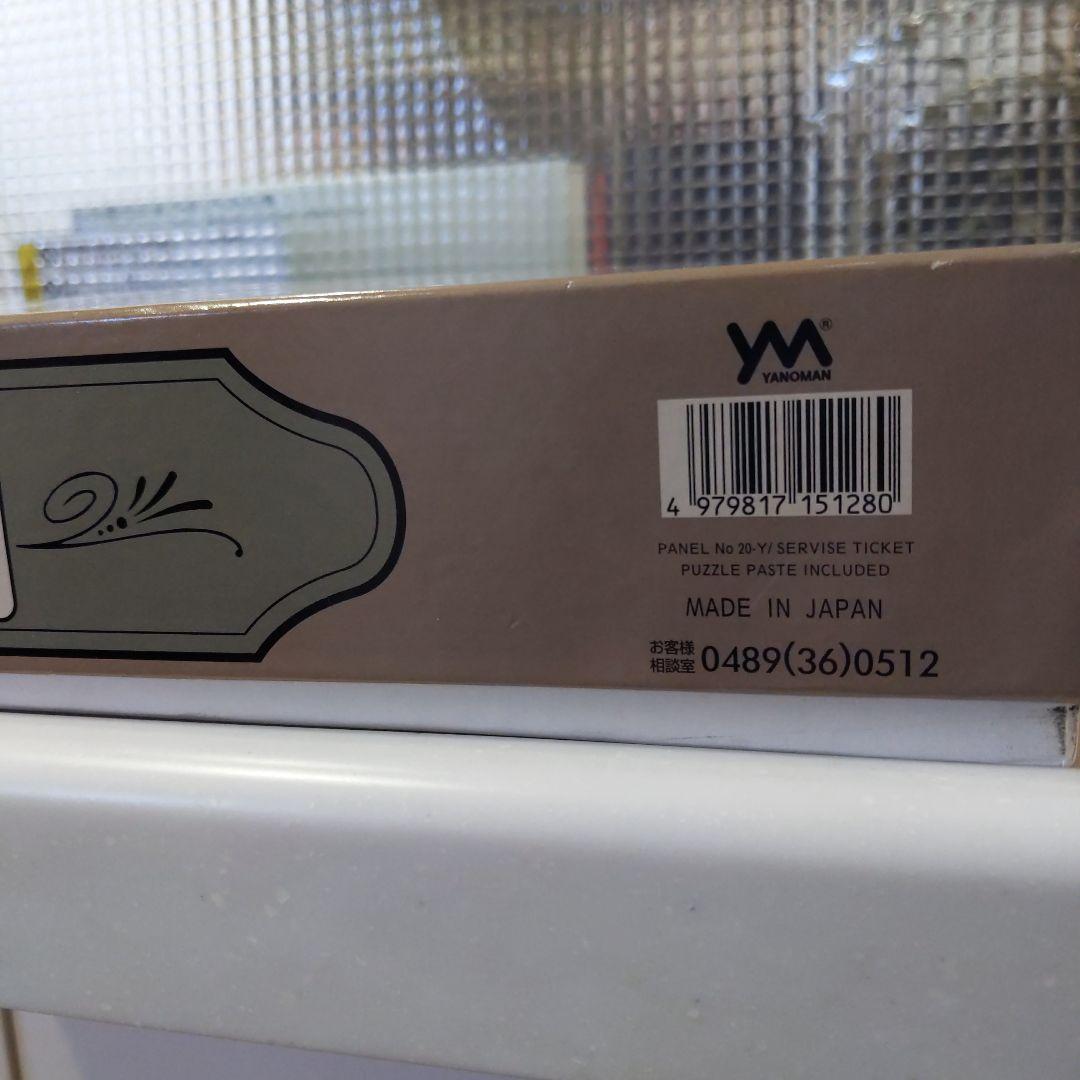 YM®
YANOMAN
4 979817 151280
PANEL No 20-Y/ SERVISE TICKET
PUZZLE PASTE INCLUDED
MADE IN JAPAN
お客様
相談室 0489(36)0512